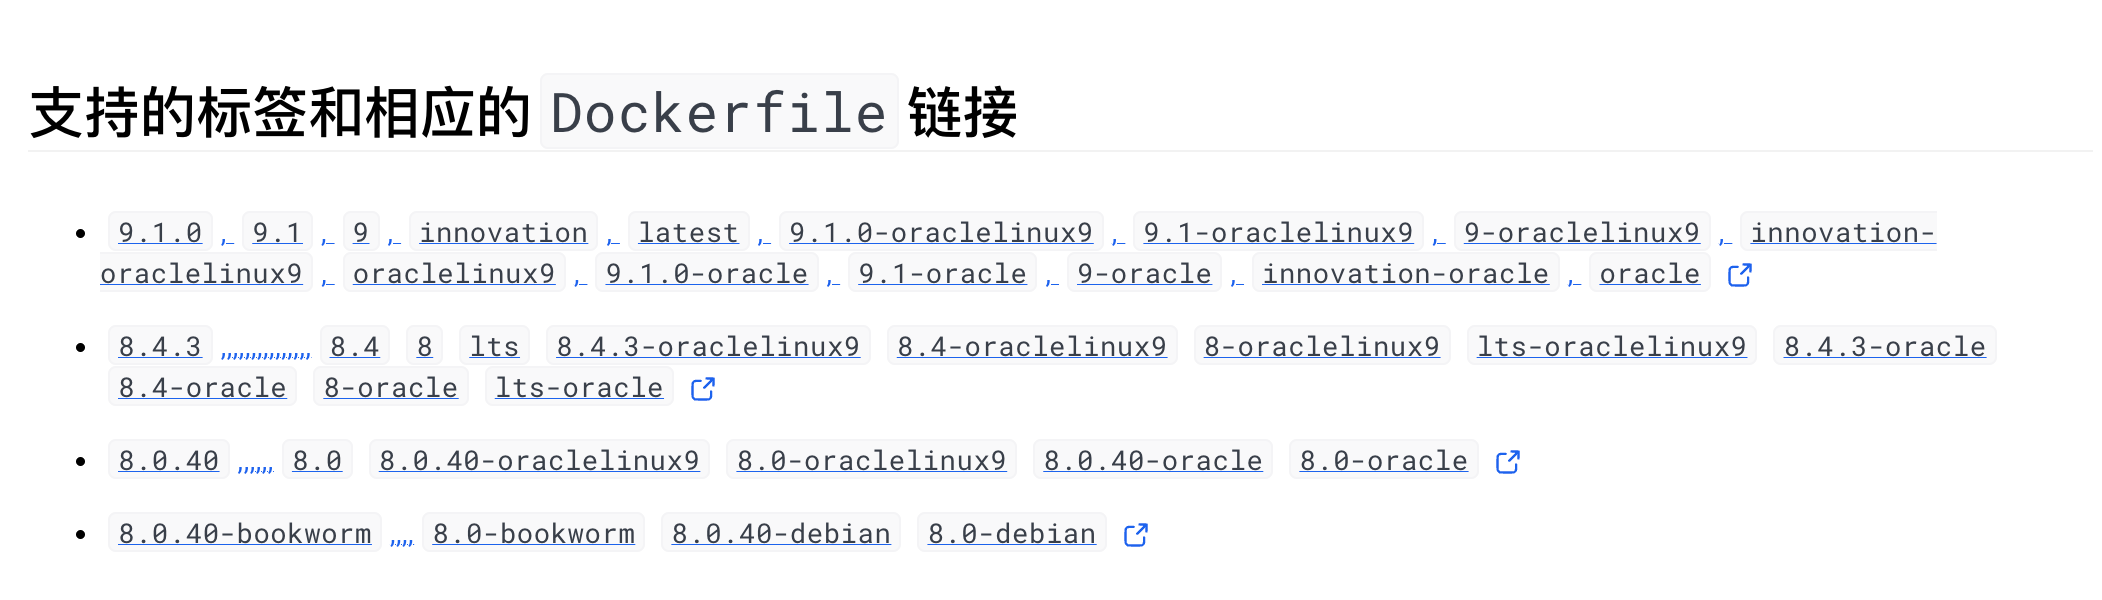 支持的标签和相应的 Dockerfile 链接
• 9.1.0 , 9.1 , 9 , innovation , latest , 9.1.0-oraclelinux9 , 9.1-oraclelinux9 , 9-oraclelinux9 , innovation-
oraclelinux9 , oraclelinux9 , 9.1.0-oracle , 9.1-oracle , 9-oracle , innovation-oracle , oracle
• 8.4.3 ,,,,,,,,,,,,,,, 8.4 8 lts 8.4.3-oraclelinux9 8.4-oraclelinux9 8-oraclelinux9 lts-oraclelinux9 8.4.3-oracle
8.4-oracle 8-oracle lts-oracle
• 8.0.40 ,,,,,, 8.0 8.0.40-oraclelinux9 8.0-oraclelinux9 8.0.40-oracle 8.0-oracle
• 8.0.40-bookworm ,,,, 8.0-bookworm 8.0.40-debian 8.0-debian